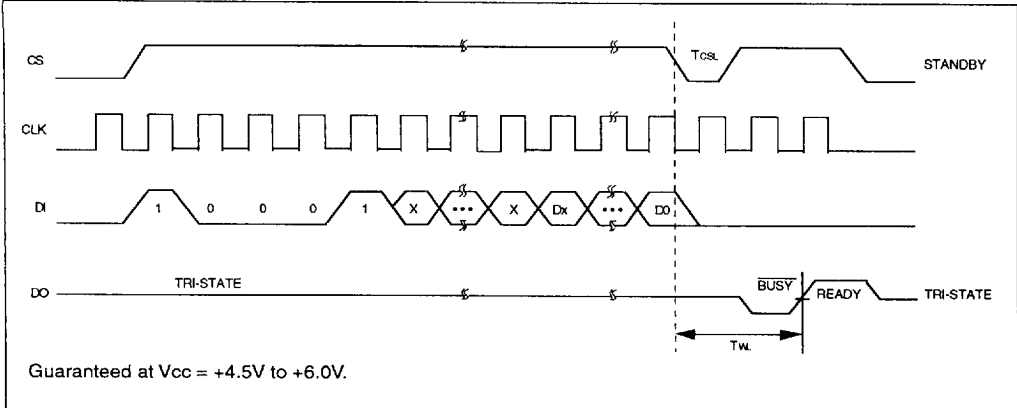 CS
TCSL
STANDBY
CLK
DI
1 0 0 0 1 X ••• X Dx ••• D0
DO
TRI-STATE
BUSY
READY
TRI-STATE
TWL
Guaranteed at Vcc = +4.5V to +6.0V.